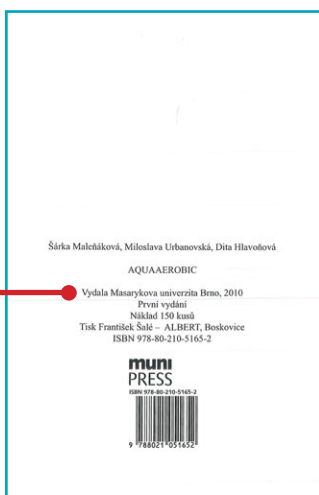 Šárka Maleňáková, Miloslava Urbanovská, Dita Hlavoňová
AQUAAEROBIC
Vydala Masarykova univerzita Brno, 2010
První vydání
Náklad 150 kusů
Tisk František Šalé – ALBERT, Boskovice
ISBN 978-80-210-5165-2
muni
PRESS
ISBN 978-80-210-5165-2
9 788021 051652